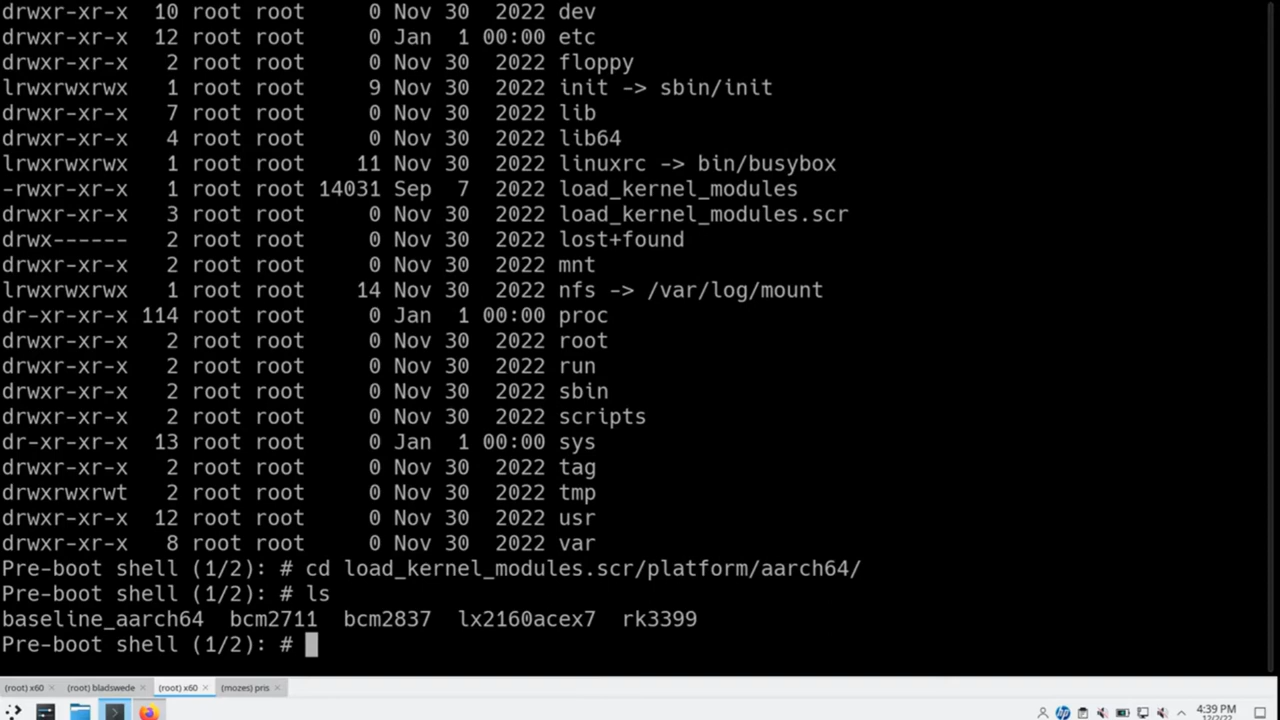 drwxr-xr-x  10 root root     0 Nov 30  2022 dev
drwxr-xr-x  12 root root     0 Jan  1 00:00 etc
drwxr-xr-x   2 root root     0 Nov 30  2022 floppy
lrwxrwxrwx   1 root root     9 Nov 30  2022 init -> sbin/init
drwxr-xr-x   7 root root     0 Nov 30  2022 lib
drwxr-xr-x   4 root root     0 Nov 30  2022 lib64
lrwxrwxrwx   1 root root    11 Nov 30  2022 linuxrc -> bin/busybox
-rwxr-xr-x   1 root root 14031 Sep  7  2022 load_kernel_modules
drwxr-xr-x   3 root root     0 Nov 30  2022 load_kernel_modules.scr
drwx------   2 root root     0 Nov 30  2022 lost+found
drwxr-xr-x   2 root root     0 Nov 30  2022 mnt
lrwxrwxrwx   1 root root    14 Nov 30  2022 nfs -> /var/log/mount
dr-xr-xr-x 114 root root     0 Jan  1 00:00 proc
drwxr-xr-x   2 root root     0 Nov 30  2022 root
drwxr-xr-x   2 root root     0 Nov 30  2022 run
drwxr-xr-x   2 root root     0 Nov 30  2022 sbin
drwxr-xr-x   2 root root     0 Nov 30  2022 scripts
dr-xr-xr-x  13 root root     0 Jan  1 00:00 sys
drwxr-xr-x   2 root root     0 Nov 30  2022 tag
drwxrwxrwt   2 root root     0 Nov 30  2022 tmp
drwxr-xr-x  12 root root     0 Nov 30  2022 usr
drwxr-xr-x   8 root root     0 Nov 30  2022 var
Pre-boot shell (1/2): # cd load_kernel_modules.scr/platform/aarch64/
Pre-boot shell (1/2): # ls
baseline_aarch64  bcm2711  bcm2837  lx2160acex7  rk3399
Pre-boot shell (1/2): #
(root) x60 (root) bladswede (root) x60 (mozes) pris
4:39 PM